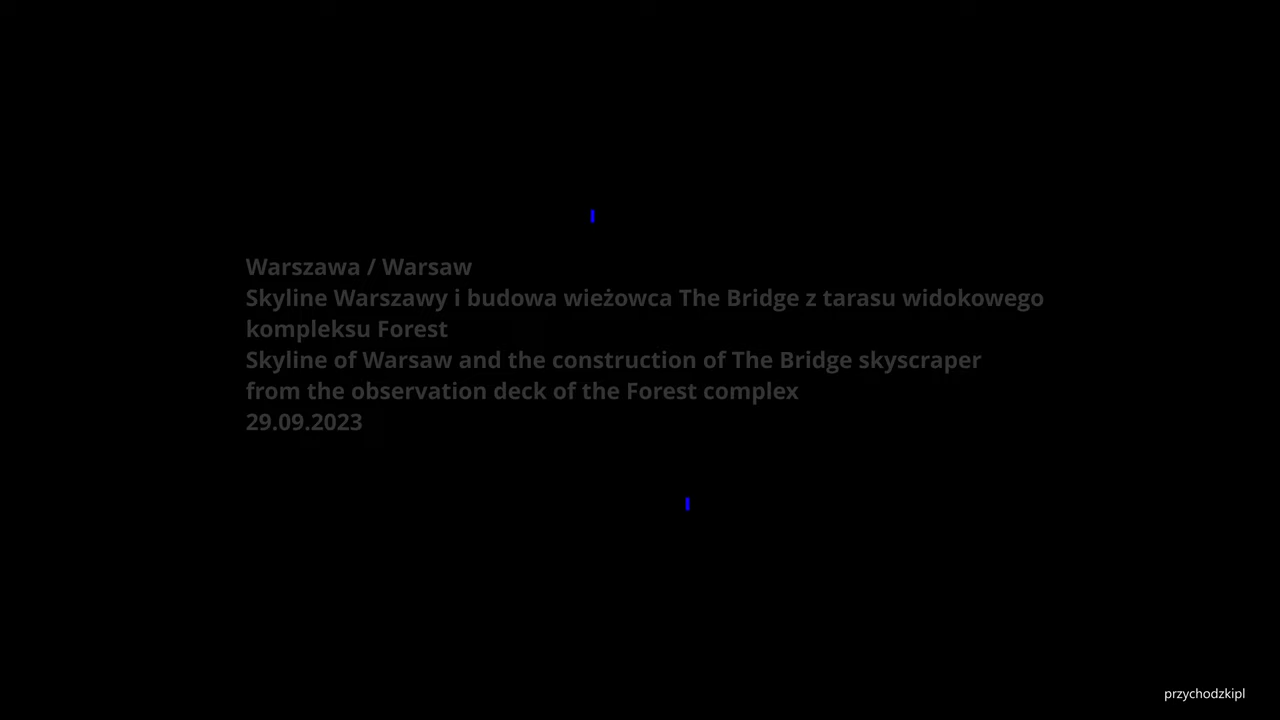 Warszawa / Warsaw
Skyline Warszawy i budowa wieżowca The Bridge z tarasu widokowego
kompleksu Forest
Skyline of Warsaw and the construction of The Bridge skyscraper
from the observation deck of the Forest complex
29.09.2023
przychodzkipl